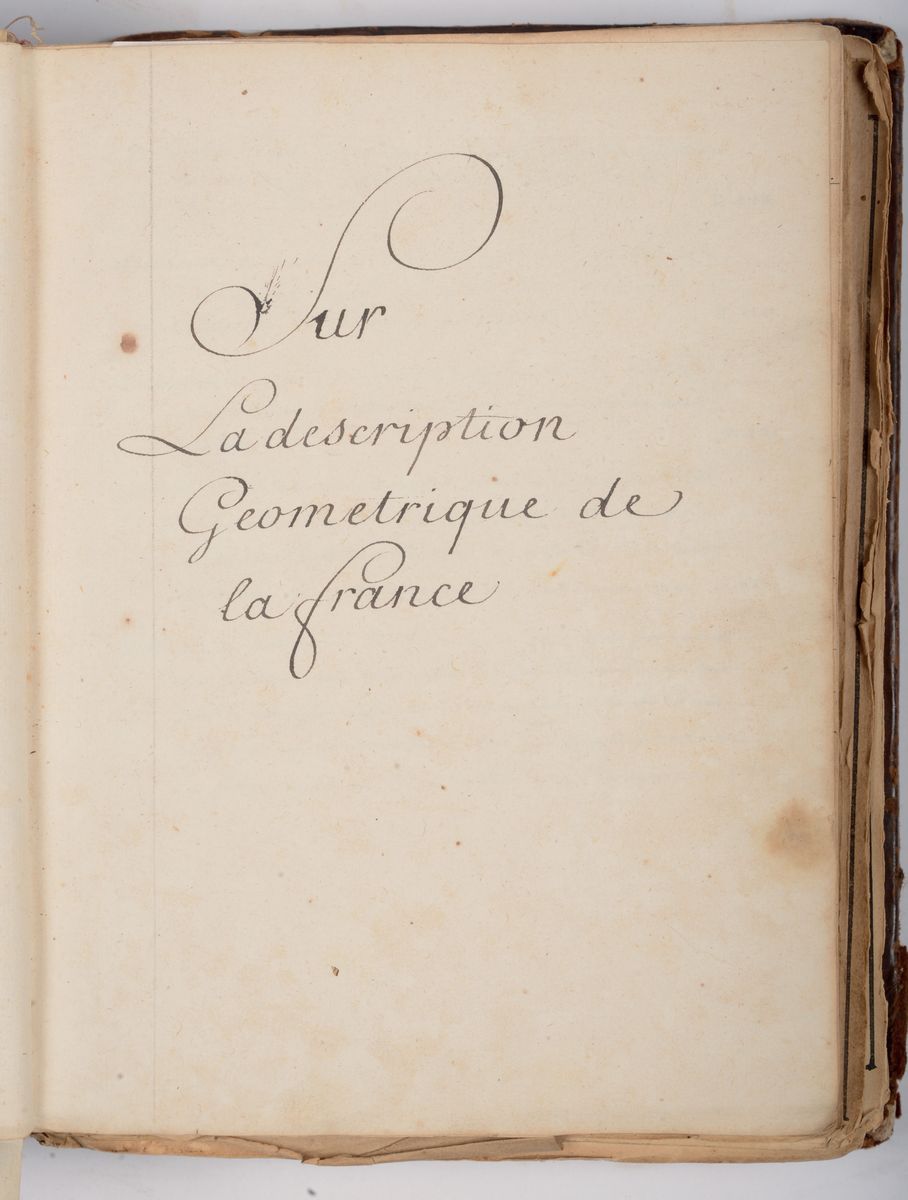 Sur
La description
Geometrique de
la france